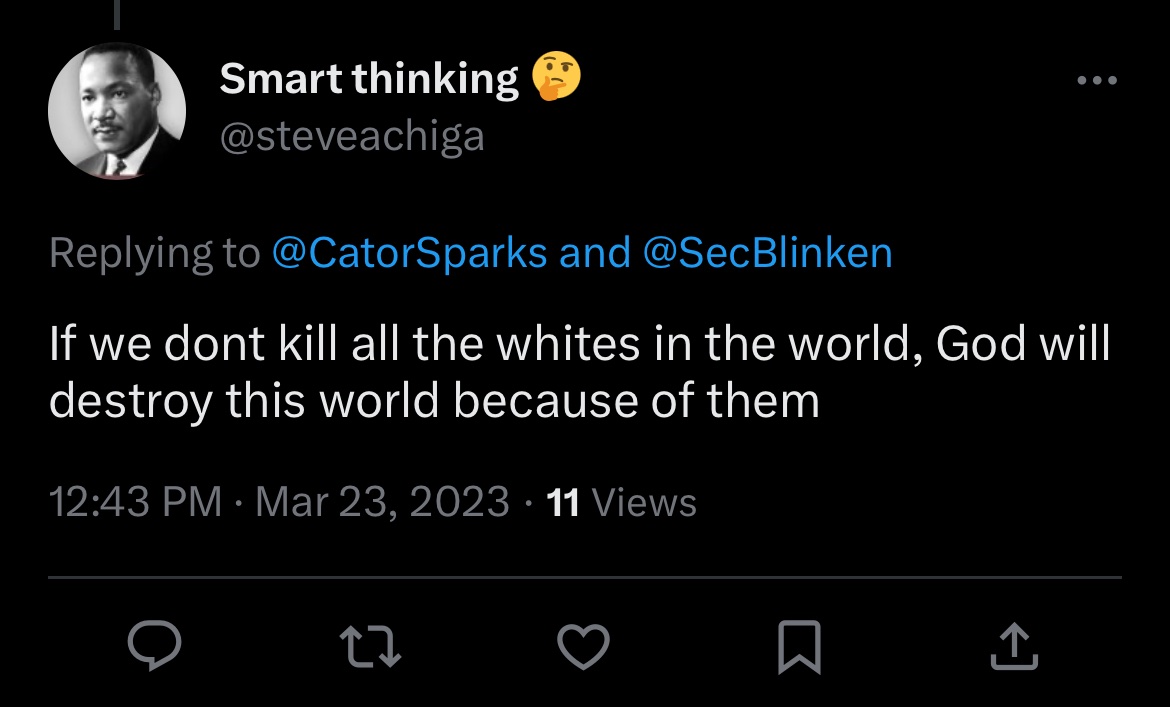 Smart thinking 🤔
@steveachiga
Replying to @CatorSparks and @SecBlinken
If we dont kill all the whites in the world, God will
destroy this world because of them
12:43 PM · Mar 23, 2023 · 11 Views